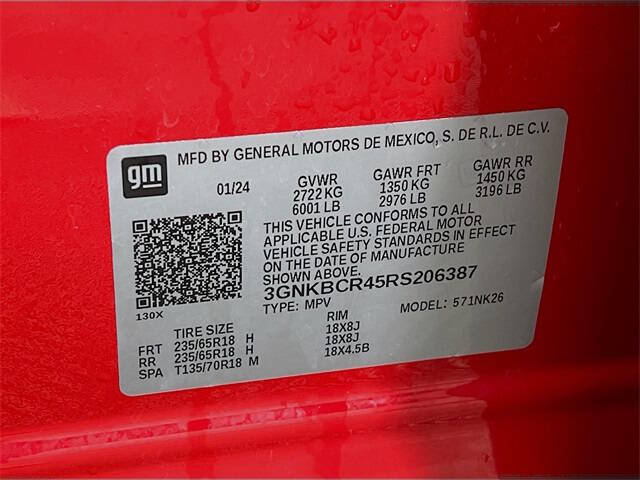 gm
MFD BY GENERAL MOTORS DE MEXICO, S. DE R.L. DE C.V.
01/24 GVWR GAWR FRT GAWR RR
2722 KG 1350 KG 1450 KG
6001 LB 2976 LB 3196 LB
THIS VEHICLE CONFORMS TO ALL
APPLICABLE U.S. FEDERAL MOTOR
VEHICLE SAFETY STANDARDS IN EFFECT
ON THE DATE OF MANUFACTURE
SHOWN ABOVE.
3GNKBCR45RS206387
130X TYPE: MPV MODEL: 571NK26
TIRE SIZE RIM
FRT 235/65R18 H 18X8J
RR 235/65R18 H 18X8J
SPA T135/70R18 M 18X4.5B